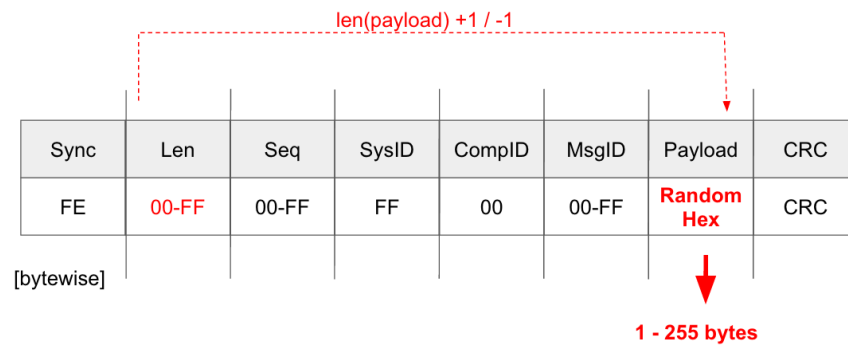 len(payload) +1 / -1
Sync Len Seq SysID CompID MsgID Payload CRC
FE 00-FF 00-FF FF 00 00-FF Random Hex CRC
[bytewise]
1 - 255 bytes